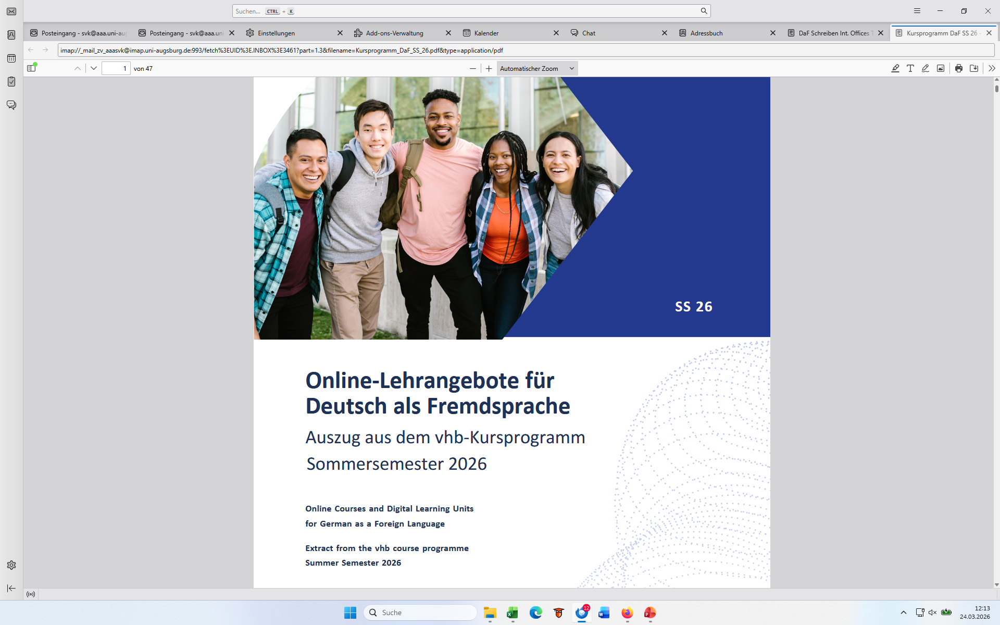 Suchen... CTRL + K
Posteingang - svk@aaa.uni-aug
Posteingang - svk@aaa.uni
Einstellungen
Add-ons-Verwaltung
Kalender
Chat
Adressbuch
DaF Schreiben Int. Offices T
Kursprogramm DaF SS 26 -
imap://_mail_zv_aaasvk@imap.uni-augsburg.de:993/fetch%3EUID%3E.INBOX%3E3461?part=1.3&filename=Kursprogramm_DaF_SS_26.pdf&type=application/pdf
1 von 47
Automatischer Zoom
SS 26
Online-Lehrangebote für
Deutsch als Fremdsprache
Auszug aus dem vhb-Kursprogramm
Sommersemester 2026
Online Courses and Digital Learning Units
for German as a Foreign Language
Extract from the vhb course programme
Summer Semester 2026
Suche
12
12:13
24.03.2026